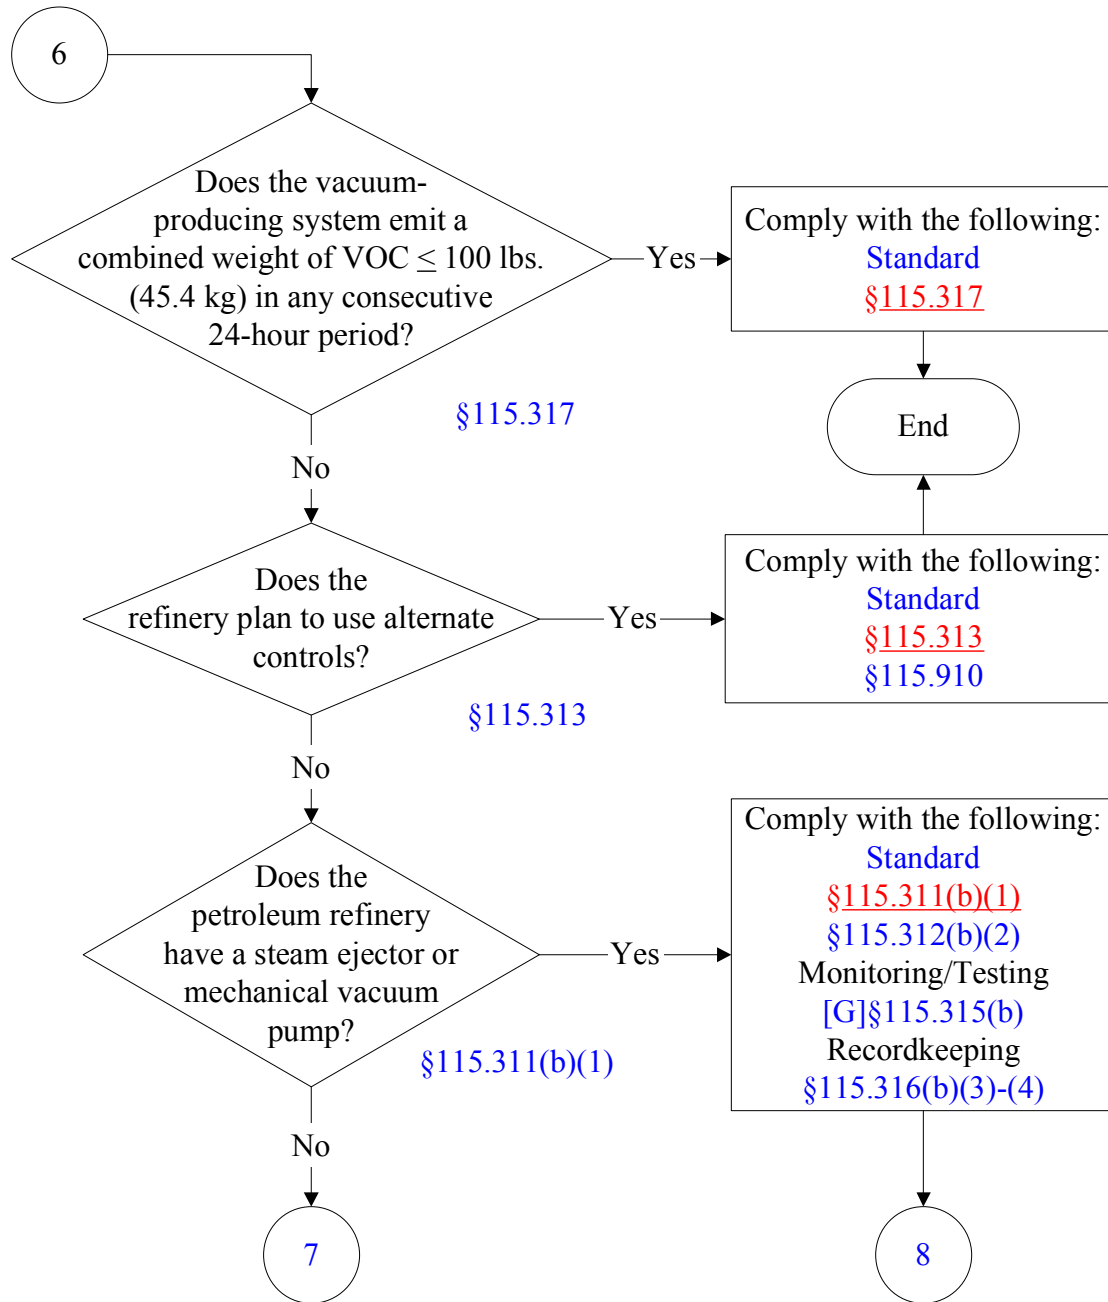 6
Does the vacuum-
producing system emit a
combined weight of VOC ≤ 100 lbs.
(45.4 kg) in any consecutive
24-hour period?
Yes
Comply with the following:
Standard
§115.317
§115.317
End
No
Does the
refinery plan to use alternate
controls?
Yes
Comply with the following:
Standard
§115.313
§115.910
§115.313
No
Does the
petroleum refinery
have a steam ejector or
mechanical vacuum
pump?
Yes
Comply with the following:
Standard
§115.311(b)(1)
§115.312(b)(2)
Monitoring/Testing
[G]§115.315(b)
Recordkeeping
§115.316(b)(3)-(4)
§115.311(b)(1)
No
7
8